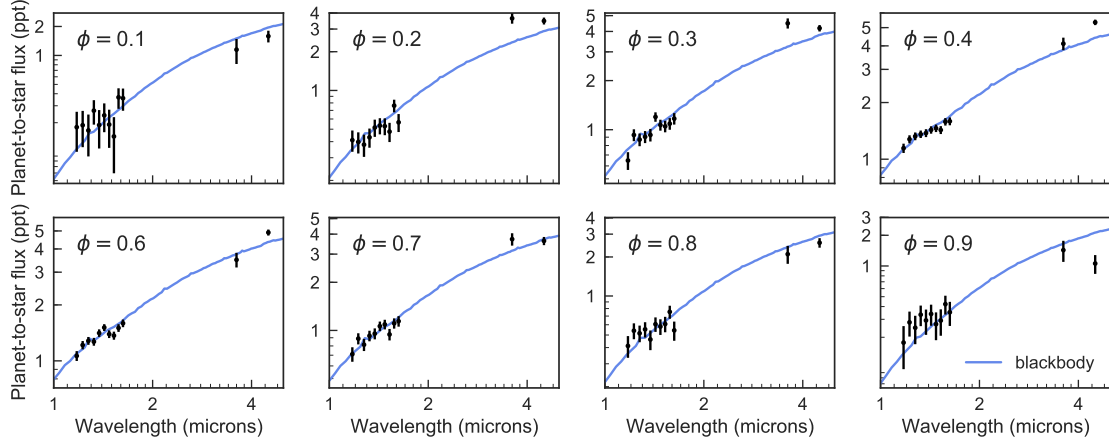 Planet-to-star flux (ppt)
2
1
ϕ = 0.1
4
3
2
1
ϕ = 0.2
5
4
3
2
1
ϕ = 0.3
6
5
4
3
2
1
ϕ = 0.4
Planet-to-star flux (ppt)
5
4
3
2
1
ϕ = 0.6
5
4
3
2
1
ϕ = 0.7
4
3
2
1
ϕ = 0.8
3
2
1
ϕ = 0.9
blackbody
1 2 4
1 2 4
1 2 4
1 2 4
Wavelength (microns)
Wavelength (microns)
Wavelength (microns)
Wavelength (microns)